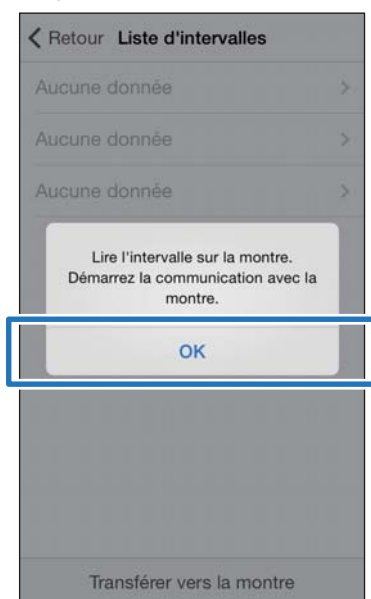 Retour Liste d'intervalles
Aucune donnée
Aucune donnée
Aucune donnée
Lire l'intervalle sur la montre.
Démarrez la communication avec la
montre.
OK
Transférer vers la montre